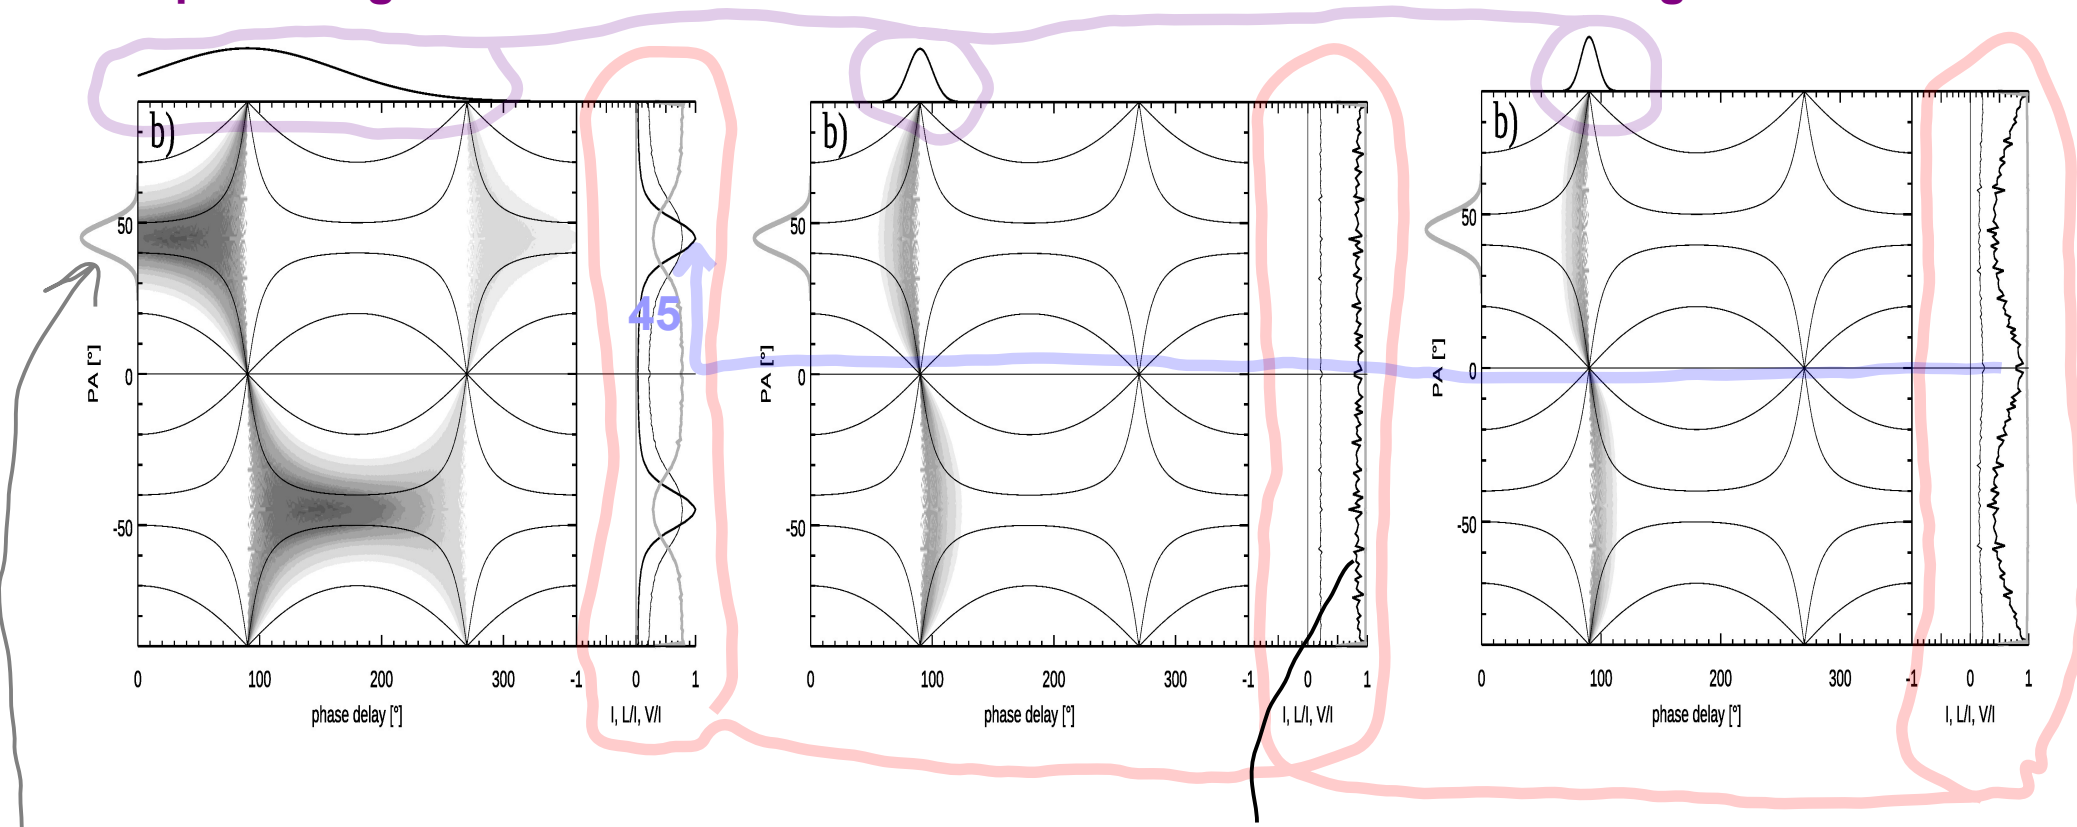 b) b) b)
50 50 50
45
0 0 0
PA [°] PA [°] PA [°]
-50 -50 -50
0 100 200 300 -1 0 1 0 100 200 300 -1 0 1 0 100 200 300 -1 0 1
phase delay [°] I, L/I, V/I phase delay [°] I, L/I, V/I phase delay [°] I, L/I, V/I